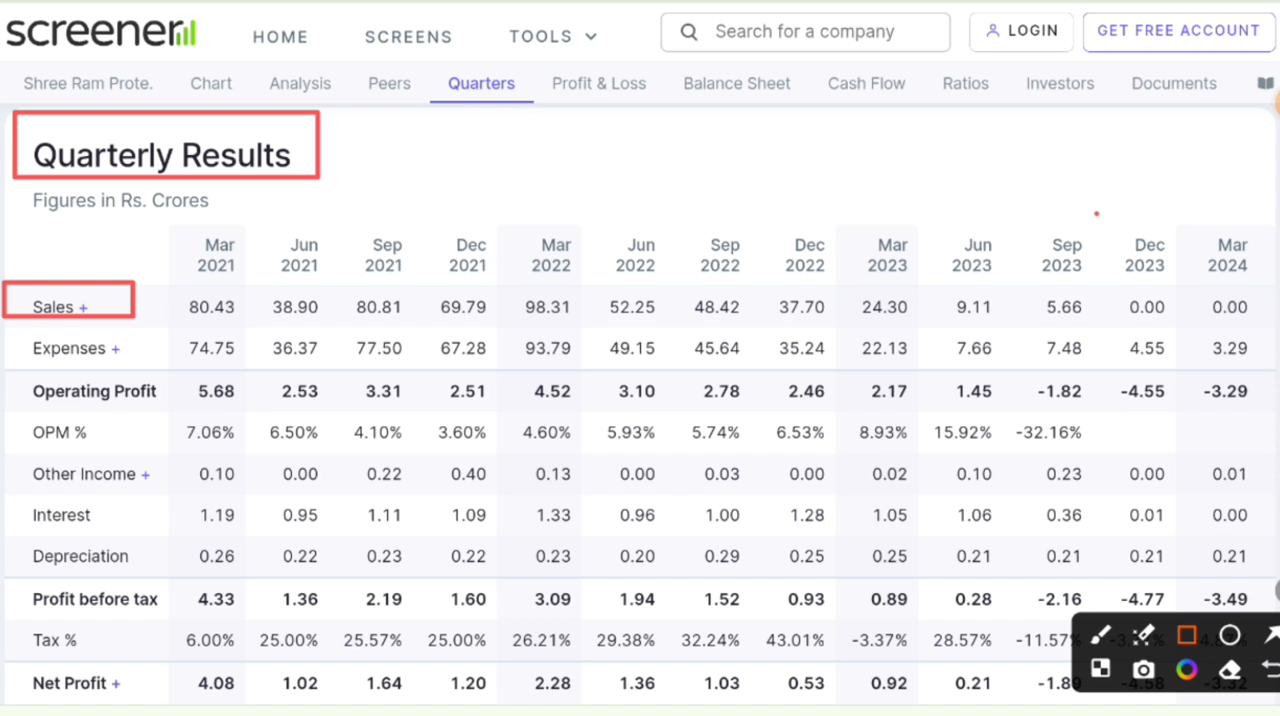 screener
HOME SCREENS TOOLS Search for a company LOGIN GET FREE ACCOUNT
Shree Ram Prote. Chart Analysis Peers Quarters Profit & Loss Balance Sheet Cash Flow Ratios Investors Documents
Quarterly Results
Figures in Rs. Crores
Mar 2021 Jun 2021 Sep 2021 Dec 2021 Mar 2022 Jun 2022 Sep 2022 Dec 2022 Mar 2023 Jun 2023 Sep 2023 Dec 2023 Mar 2024
Sales + 80.43 38.90 80.81 69.79 98.31 52.25 48.42 37.70 24.30 9.11 5.66 0.00 0.00
Expenses + 74.75 36.37 77.50 67.28 93.79 49.15 45.64 35.24 22.13 7.66 7.48 4.55 3.29
Operating Profit 5.68 2.53 3.31 2.51 4.52 3.10 2.78 2.46 2.17 1.45 -1.82 -4.55 -3.29
OPM % 7.06% 6.50% 4.10% 3.60% 4.60% 5.93% 5.74% 6.53% 8.93% 15.92% -32.16%
Other Income + 0.10 0.00 0.22 0.40 0.13 0.00 0.03 0.00 0.02 0.10 0.23 0.00 0.01
Interest 1.19 0.95 1.11 1.09 1.33 0.96 1.00 1.28 1.05 1.06 0.36 0.01 0.00
Depreciation 0.26 0.22 0.23 0.22 0.23 0.20 0.29 0.25 0.25 0.21 0.21 0.21 0.21
Profit before tax 4.33 1.36 2.19 1.60 3.09 1.94 1.52 0.93 0.89 0.28 -2.16 -4.77 -3.49
Tax % 6.00% 25.00% 25.57% 25.00% 26.21% 29.38% 32.24% 43.01% -3.37% 28.57% -11.57%
Net Profit + 4.08 1.02 1.64 1.20 2.28 1.36 1.03 0.53 0.92 0.21 -1.89 -4.58 -3.32